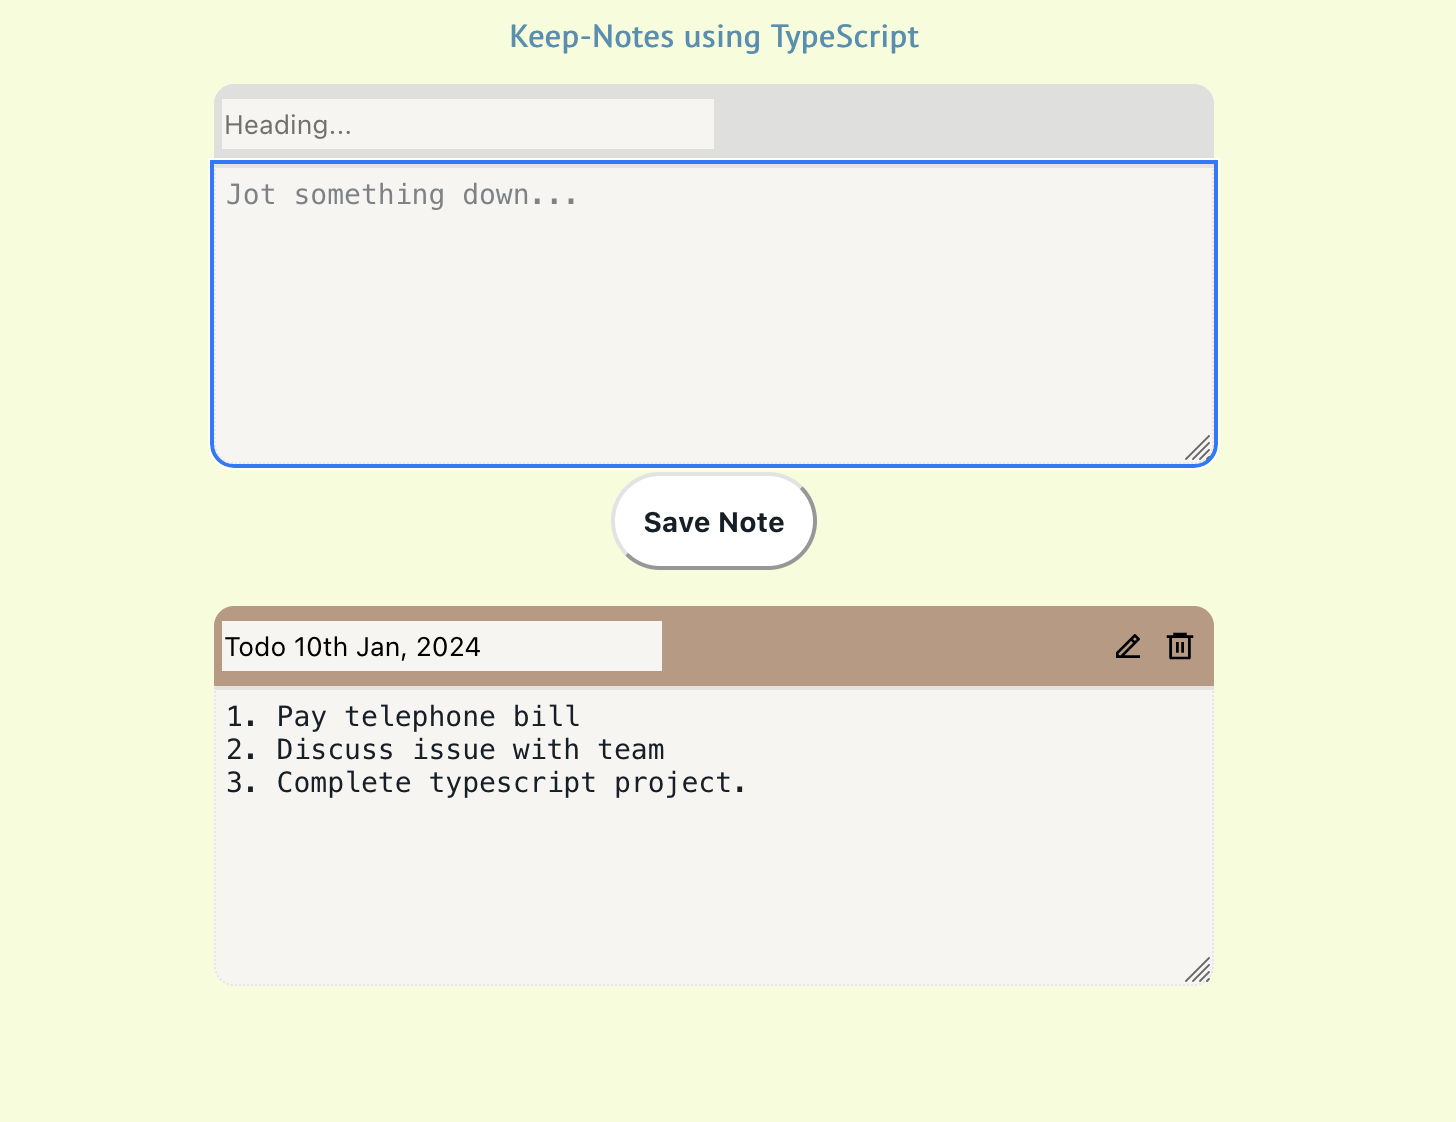 Keep-Notes using TypeScript
Heading...
Jot something down...
Save Note
Todo 10th Jan, 2024
1. Pay telephone bill
2. Discuss issue with team
3. Complete typescript project.